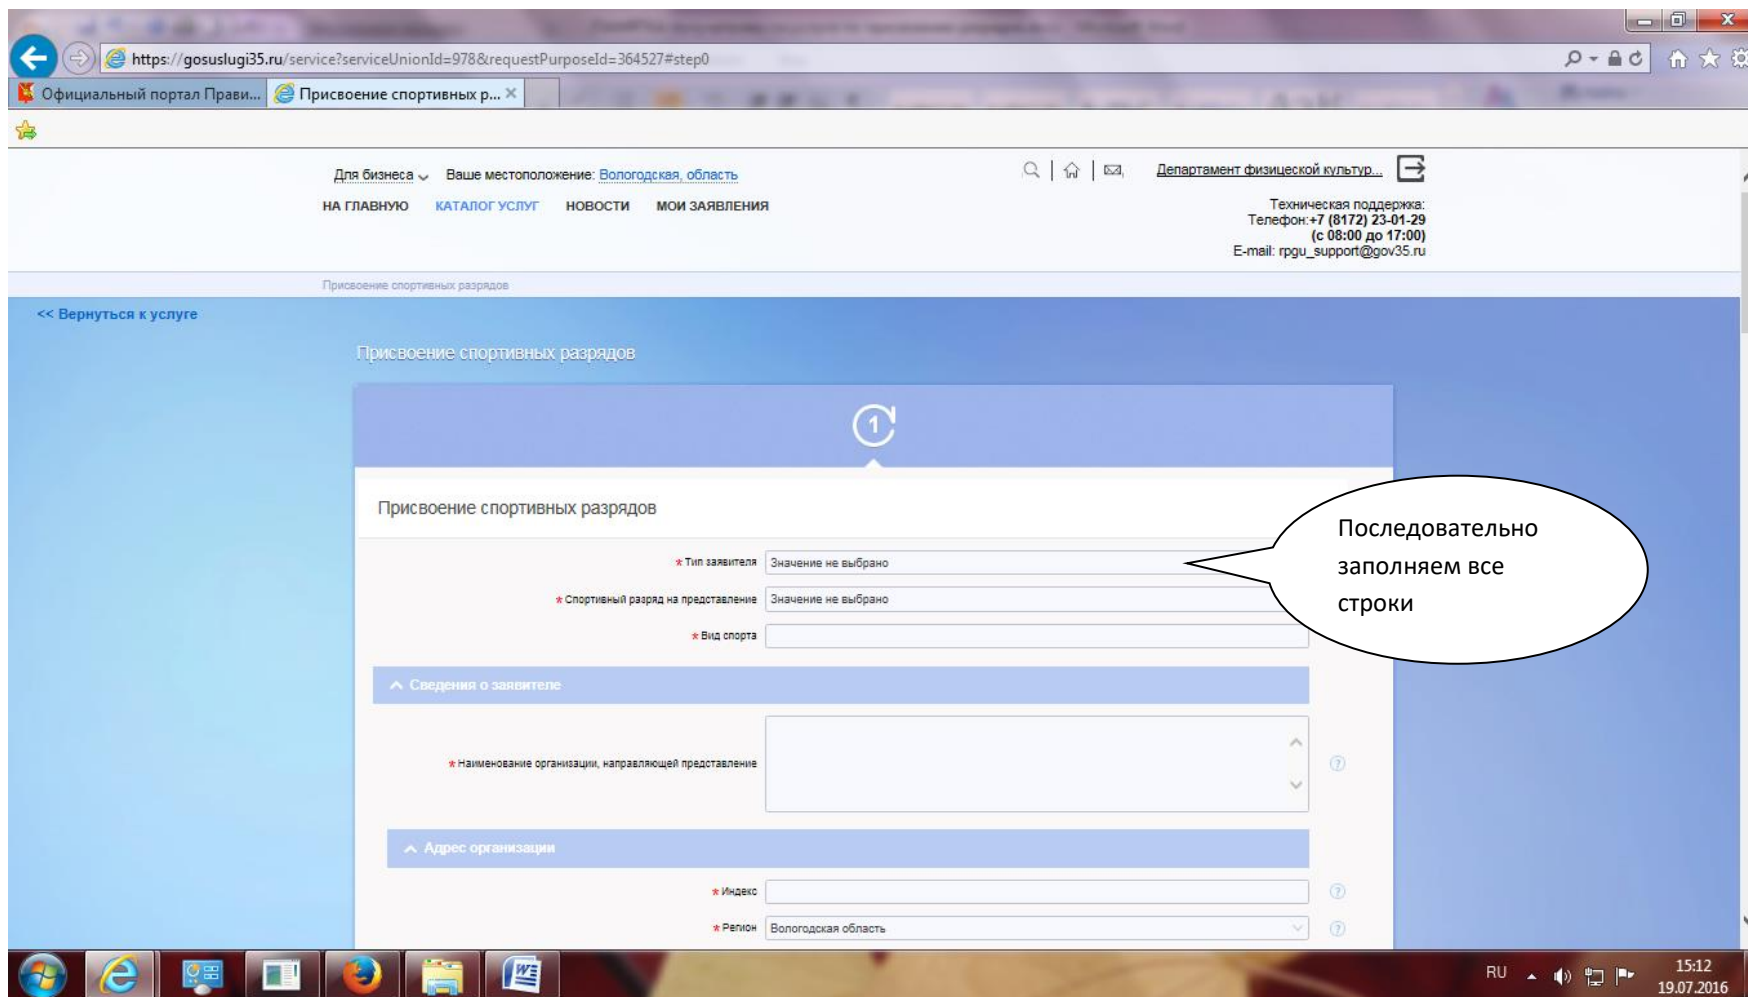 https://gosuslugi35.ru/service?serviceUnionId=978&requestPurposeId=364527#step0
Официальный портал Прави...
Присвоение спортивных р...
Для бизнеса
Ваше местоположение: Вологодская, область
Департамент физицеской культур...
НА ГЛАВНУЮ
КАТАЛОГ УСЛУГ
НОВОСТИ
МОИ ЗАЯВЛЕНИЯ
Техническая поддержка:
Телефон:+7 (8172) 23-01-29
(с 08:00 до 17:00)
E-mail: rpgu_support@gov35.ru
Присвоение спортивных разрядов
<< Вернуться к услуге
Присвоение спортивных разрядов
1
Присвоение спортивных разрядов
* Тип заявителя
Значение не выбрано
* Спортивный разряд на представление
Значение не выбрано
* Вид спорта
Последовательно
заполняем все
строки
Сведения о заявителе
* Наименование организации, направляющей представление
Адрес организации
* Индекс
* Регион
Вологодская область
RU
15:12
19.07.2016